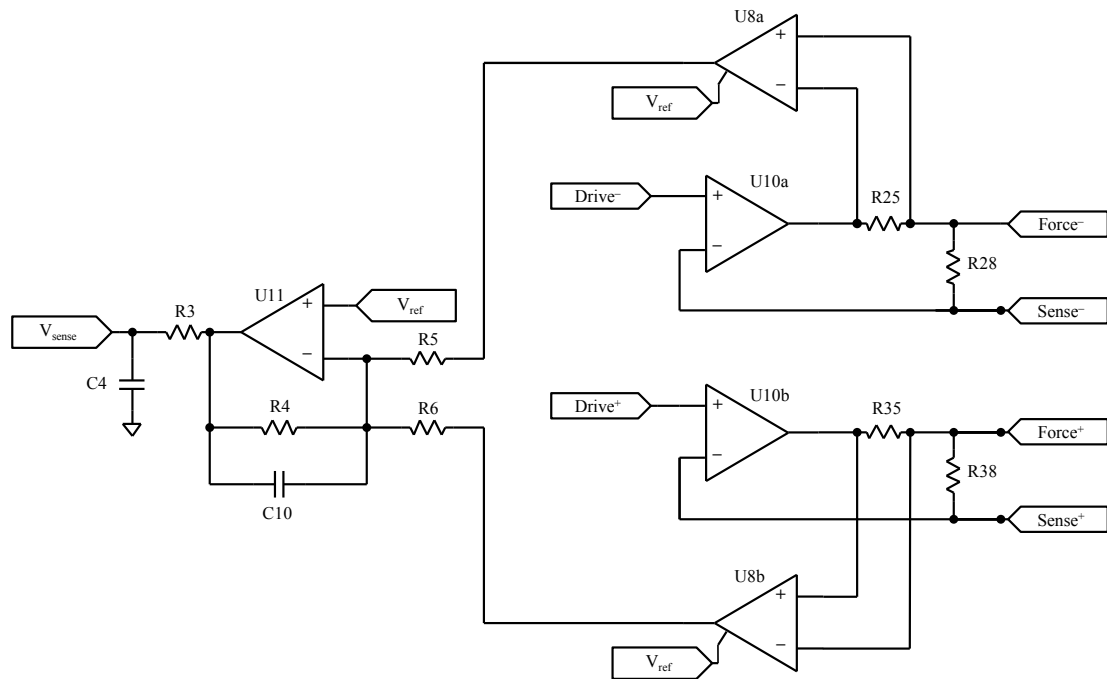 U8a
+
−
V_ref
Drive⁻
U10a
+
−
R25
Force⁻
R28
Sense⁻
U11
+
−
V_ref
R3
V_sense
R5
C4
R4
R6
C10
Drive⁺
U10b
+
−
R35
Force⁺
R38
Sense⁺
U8b
+
−
V_ref